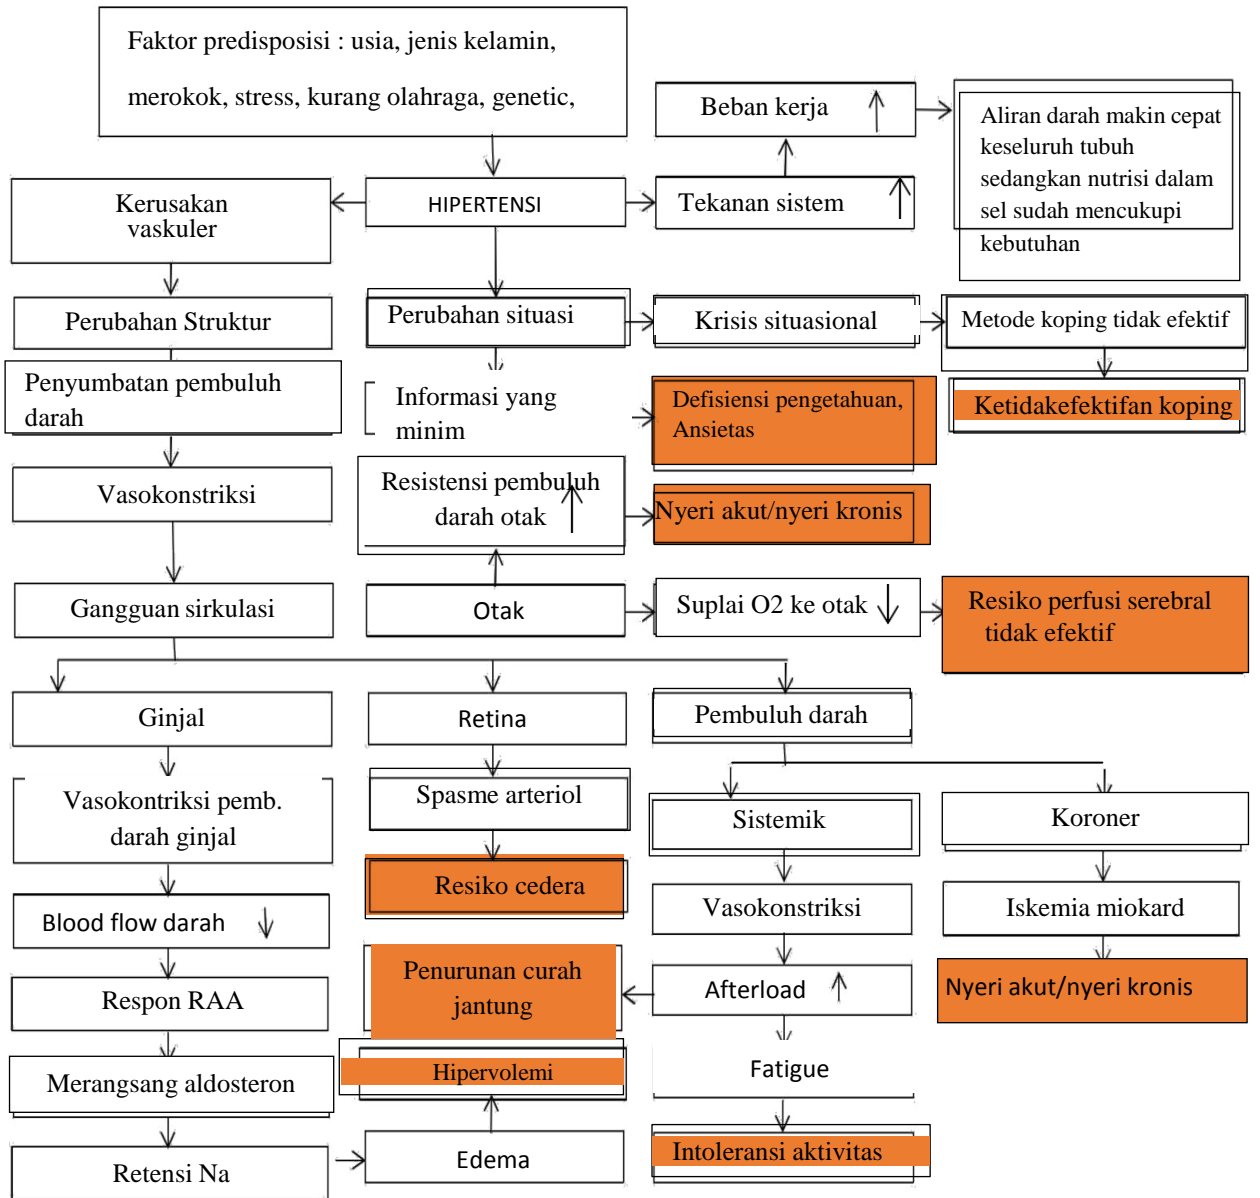 Faktor predisposisi : usia, jenis kelamin,
merokok, stress, kurang olahraga, genetic,
Beban kerja
Aliran darah makin cepat
keseluruh tubuh
sedangkan nutrisi dalam
sel sudah mencukupi
kebutuhan
Kerusakan
vaskuler
HIPERTENSI
Tekanan sistem
Perubahan Struktur
Perubahan situasi
Krisis situasional
Metode koping tidak efektif
Penyumbatan pembuluh
darah
Informasi yang
minim
Defisiensi pengetahuan,
Ansietas
Ketidakefektifan koping
Vasokonstriksi
Resistensi pembuluh
darah otak
Nyeri akut/nyeri kronis
Gangguan sirkulasi
Otak
Suplai O2 ke otak
Resiko perfusi serebral
tidak efektif
Ginjal
Retina
Pembuluh darah
Vasokontriksi pemb.
darah ginjal
Spasme arteriol
Sistemik
Koroner
Resiko cedera
Vasokonstriksi
Iskemia miokard
Blood flow darah
Respon RAA
Penurunan curah
jantung
Afterload
Nyeri akut/nyeri kronis
Merangsang aldosteron
Hipervolemi
Fatigue
Retensi Na
Edema
Intoleransi aktivitas